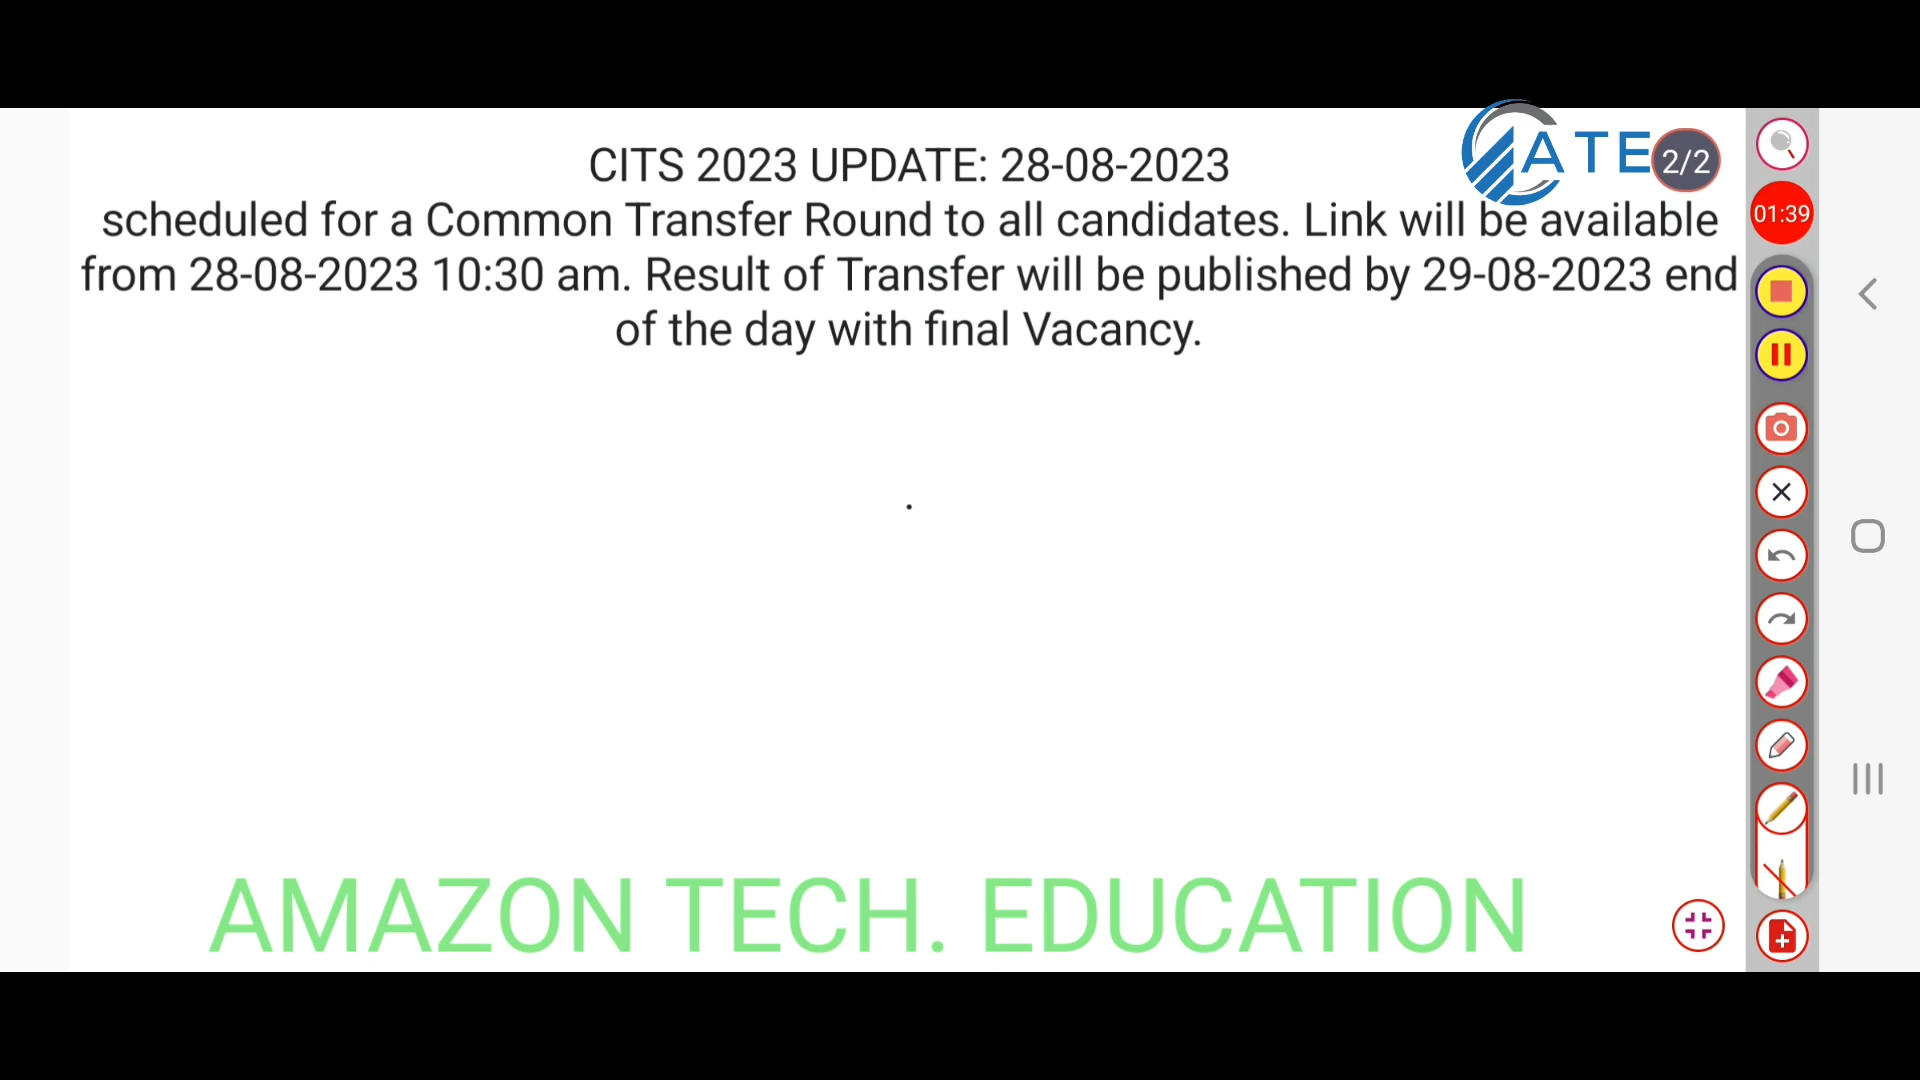 CITS 2023 UPDATE: 28-08-2023
scheduled for a Common Transfer Round to all candidates. Link will be available
from 28-08-2023 10:30 am. Result of Transfer will be published by 29-08-2023 end
of the day with final Vacancy.
.
AMAZON TECH. EDUCATION
ATE
2/2
01:39